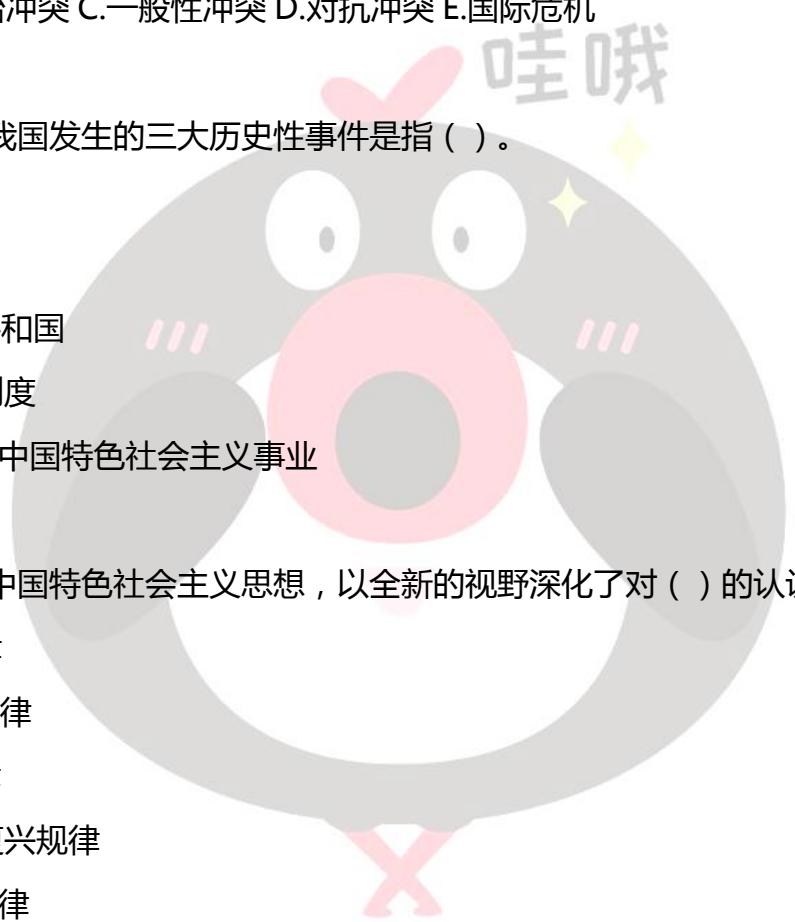 冲突 C.一般性冲突 D.对抗冲突 E.国际危机
哇哦
我国发生的三大历史性事件是指（ ）。
和国
度
中国特色社会主义事业
中国特色社会主义思想，以全新的视野深化了对（ ）的认
律
兴规律
律